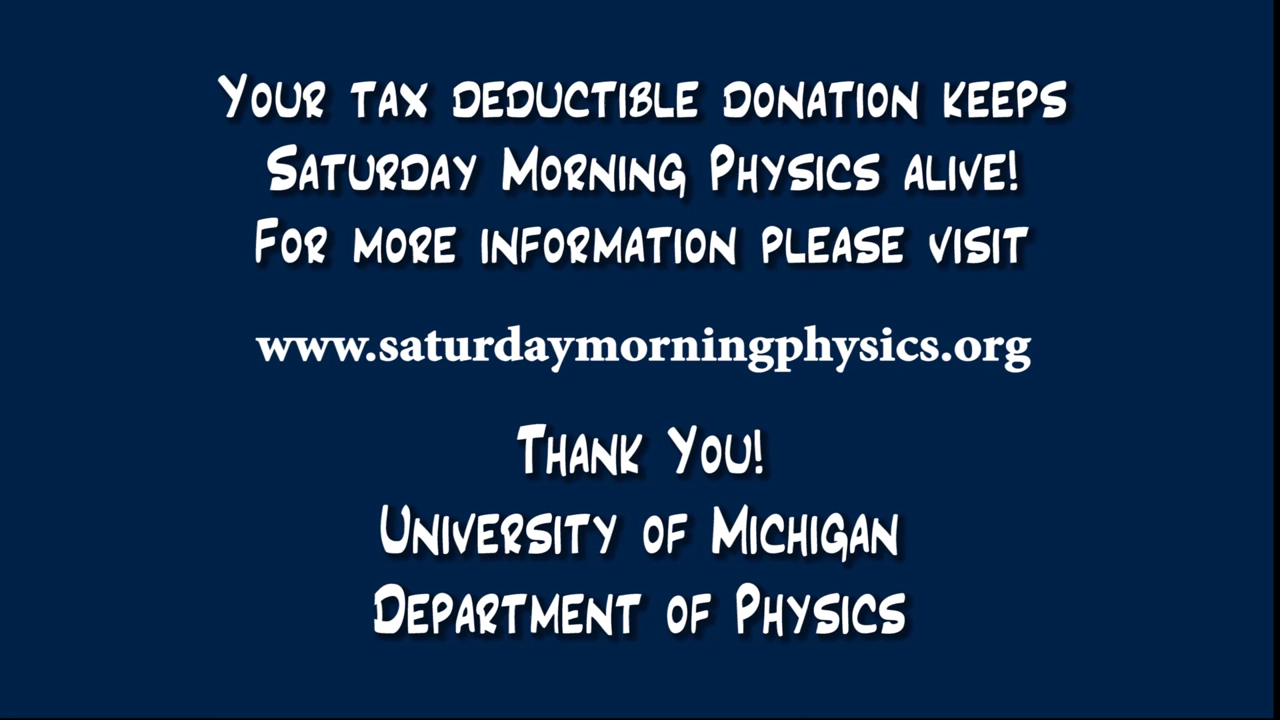 Your tax deductible donation keeps
Saturday Morning Physics alive!
For more information please visit
www.saturdaymorningphysics.org
Thank You!
University of Michigan
Department of Physics